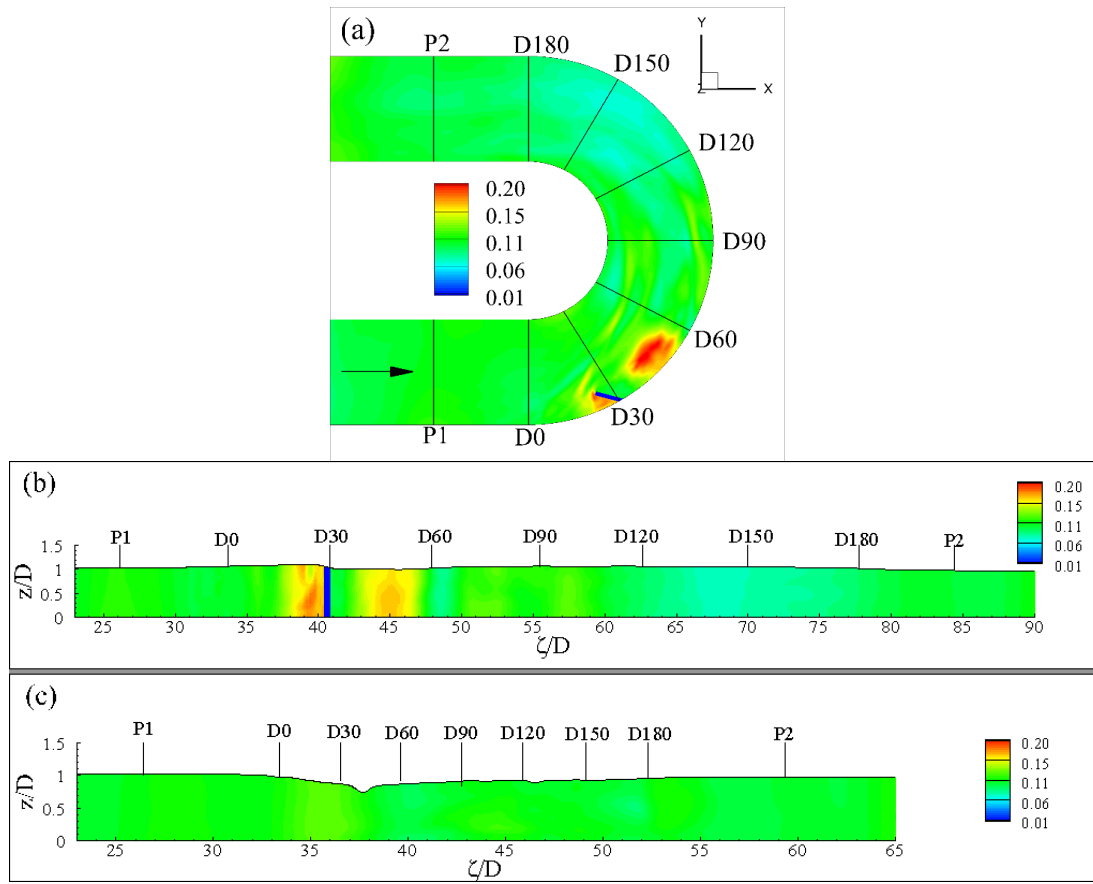 (a)
P2 D180
D150
Y
Z X
D120
0.20
0.15
0.11
0.06
0.01
D90
D60
D30
P1 D0
(b)
0.20
0.15
0.11
0.06
0.01
P1 D0 D30 D60 D90 D120 D150 D180 P2
z/D
1.5
1
0.5
0
25 30 35 40 45 50 55 60 65 70 75 80 85 90
ζ/D
(c)
P1 D0 D30 D60 D90 D120 D150 D180 P2
0.20
0.15
0.11
0.06
0.01
z/D
1.5
1
0.5
0
25 30 35 40 45 50 55 60 65
ζ/D